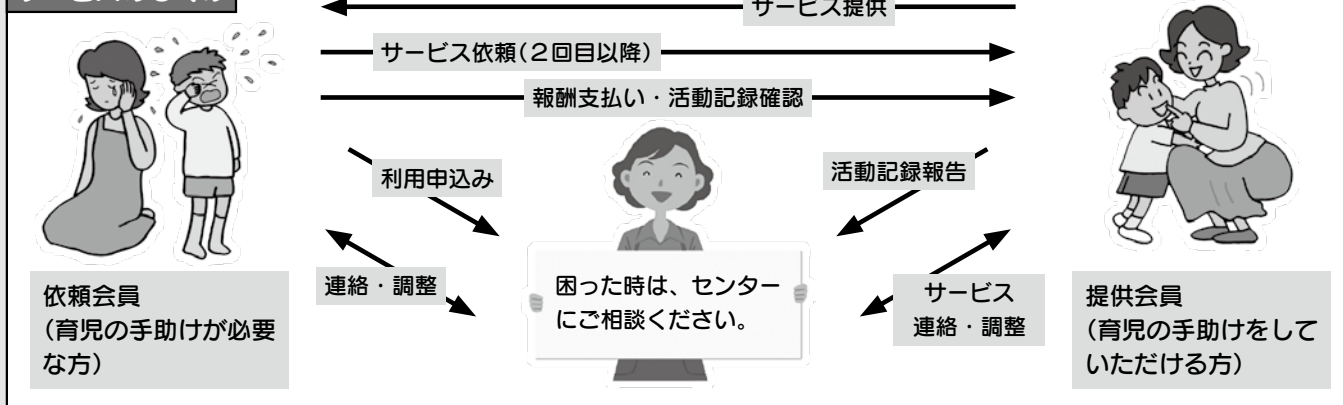 サービス提供
サービス依頼(２回目以降)
報酬支払い・活動記録確認
利用申込み
活動記録報告
連絡・調整
困った時は、センター
にご相談ください。
サービス
連絡・調整
依頼会員
(育児の手助けが必要
な方)
提供会員
(育児の手助けをして
いただける方)